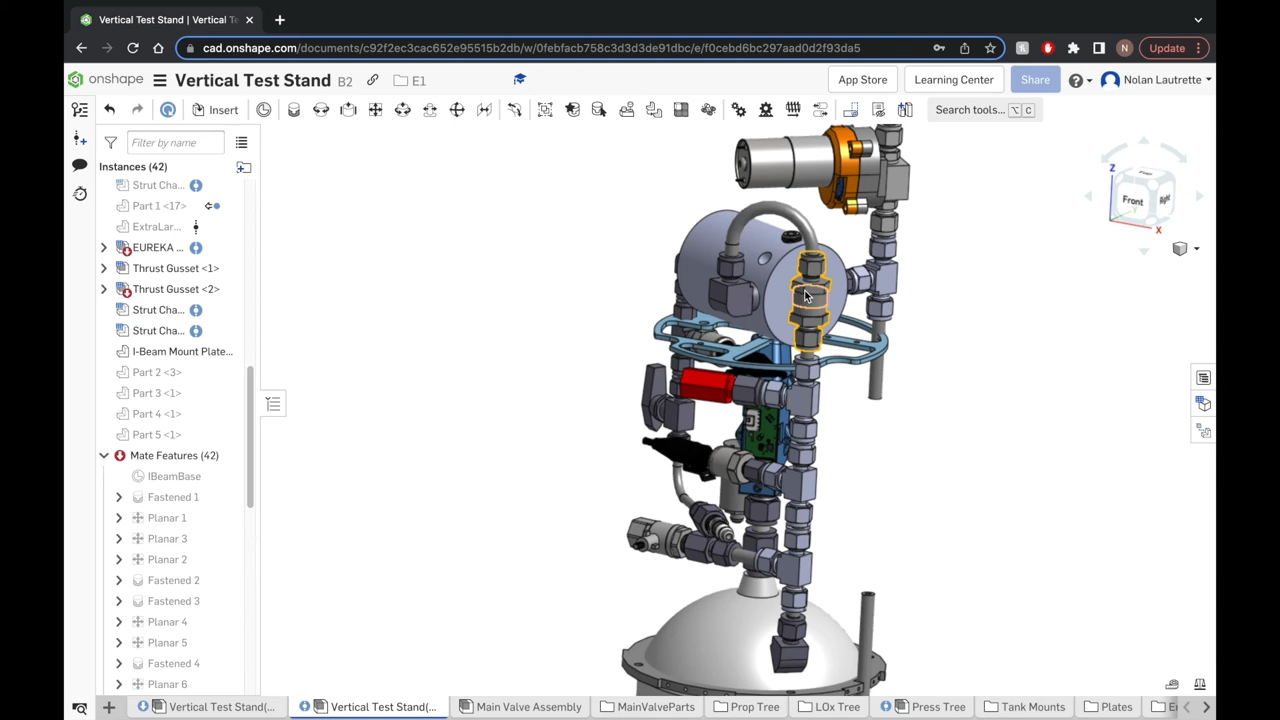 Vertical Test Stand | Vertical Te
cad.onshape.com/documents/c92f2ec3cac652e95515b2db/w/0febfacb758c3d3d3de91dbc/e/f0cebd6bc297aad0d2f93da5
N
Update
onshape
Vertical Test Stand
B2
E1
App Store
Learning Center
Share
Nolan Lautrette
Insert
Search tools...
⌥
C
Filter by name
Instances (42)
Strut Cha...
Part 1 <17>
ExtraLar...
EUREKA ...
Thrust Gusset <1>
Thrust Gusset <2>
Strut Cha...
Strut Cha...
I-Beam Mount Plate...
Part 2 <3>
Part 3 <1>
Part 4 <1>
Part 5 <1>
Mate Features (42)
IBeamBase
Fastened 1
Planar 1
Planar 3
Planar 2
Fastened 2
Fastened 3
Planar 4
Planar 5
Fastened 4
Planar 6
Z
Front
Right
X
Vertical Test Stand(...
Vertical Test Stand(...
Main Valve Assembly
MainValveParts
Prop Tree
LOx Tree
Press Tree
Tank Mounts
Plates